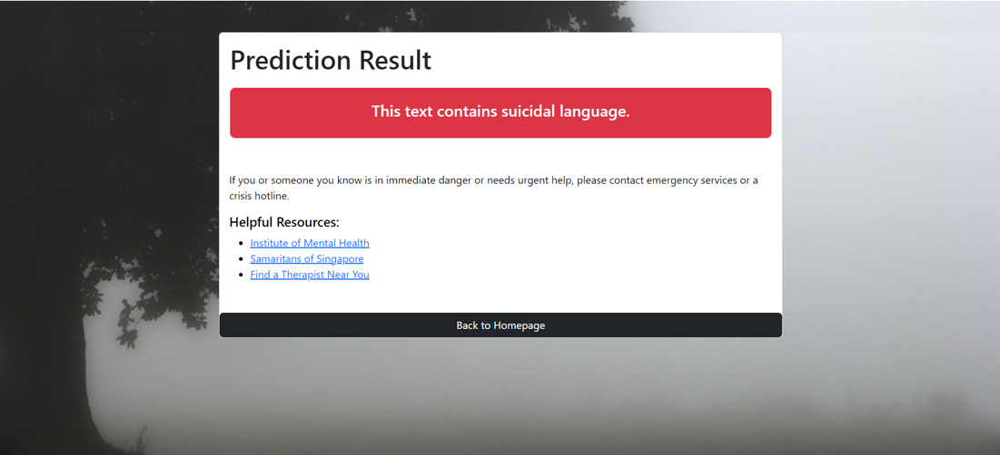 Prediction Result
This text contains suicidal language.
If you or someone you know is in immediate danger or needs urgent help, please contact emergency services or a
crisis hotline.
Helpful Resources:
Institute of Mental Health
Samaritans of Singapore
Find a Therapist Near You
Back to Homepage